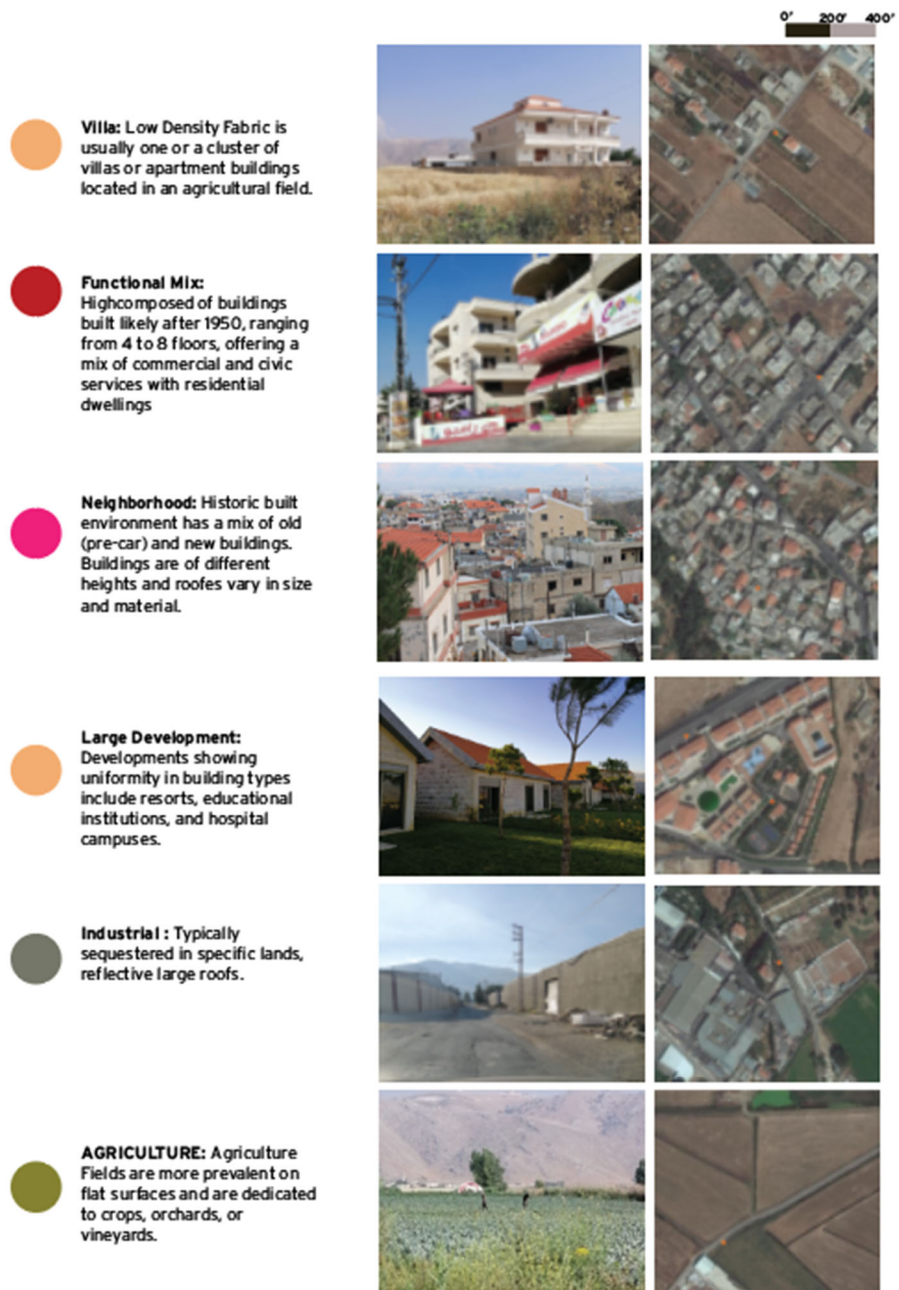 0' 200' 400'
Villa: Low Density Fabric is
usually one or a cluster of
villas or apartment buildings
located in an agricultural field.
Functional Mix:
Highcomposed of buildings
built likely after 1950, ranging
from 4 to 8 floors, offering a
mix of commercial and civic
services with residential
dwellings
Neighborhood: Historic built
environment has a mix of old
(pre-car) and new buildings.
Buildings are of different
heights and roofes vary in size
and material.
Large Development:
Developments showing
uniformity in building types
include resorts, educational
institutions, and hospital
campuses.
Industrial : Typically
sequestered in specific lands,
reflective large roofs.
AGRICULTURE: Agriculture
Fields are more prevalent on
flat surfaces and are dedicated
to crops, orchards, or
vineyards.